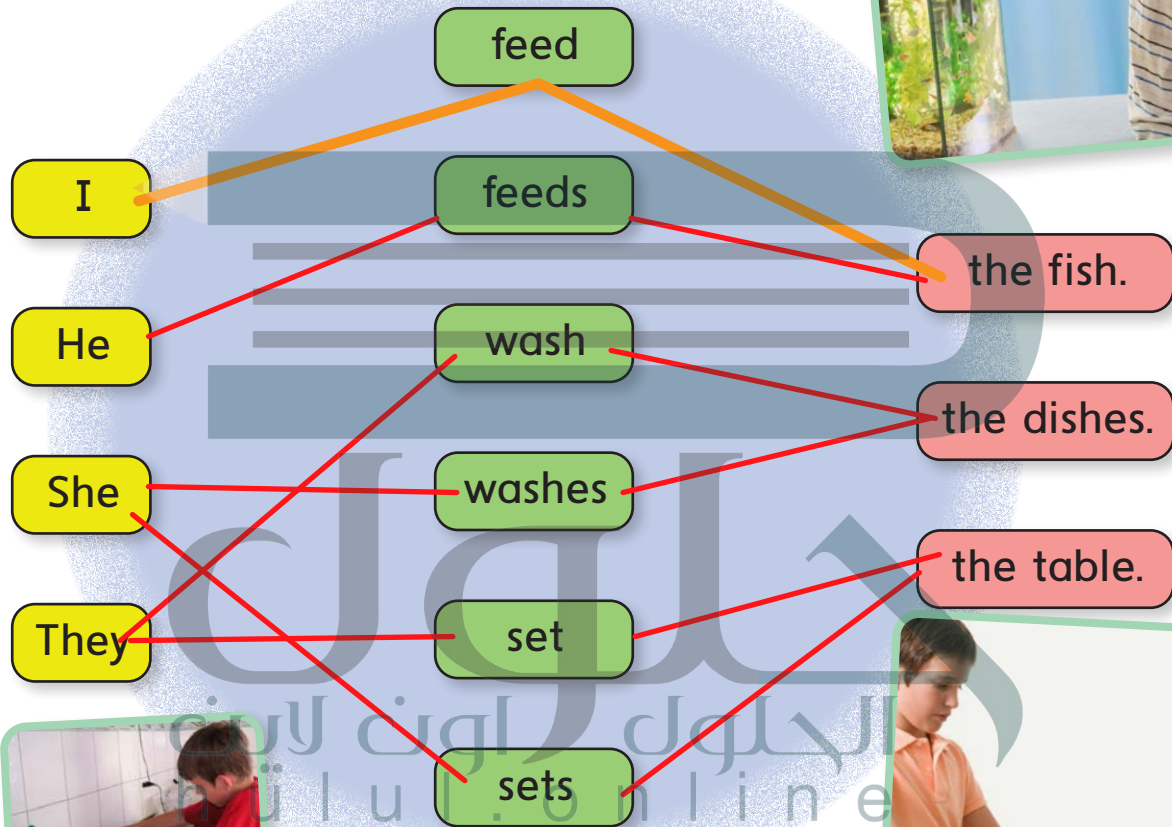 feed
I
feeds
the fish.
He
wash
the dishes.
She
washes
the table.
They
set
sets
حلول
الحلول اون لاين
hülul.online